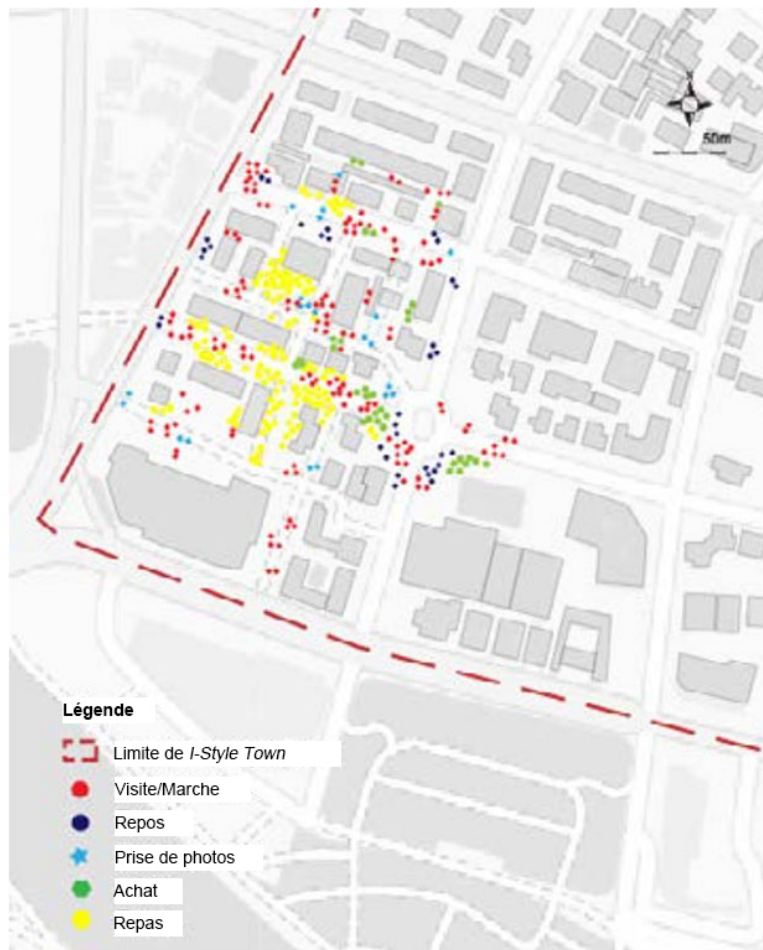 N
50m
Légende
Limite de I-Style Town
Visite/Marche
Repos
Prise de photos
Achat
Repas